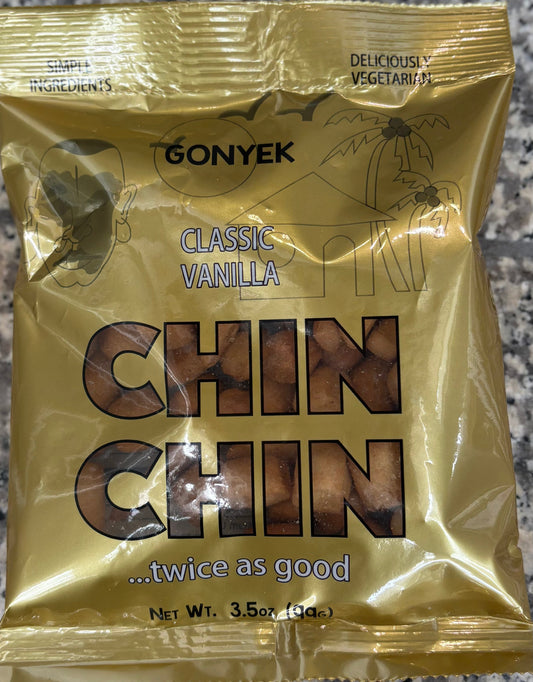 SIMPLE
INGREDIENTS
DELICIOUSLY
VEGETARIAN
GONYEK
CLASSIC
VANILLA
CHIN
CHIN
...twice as good
NET WT. 3.5oz (99G)